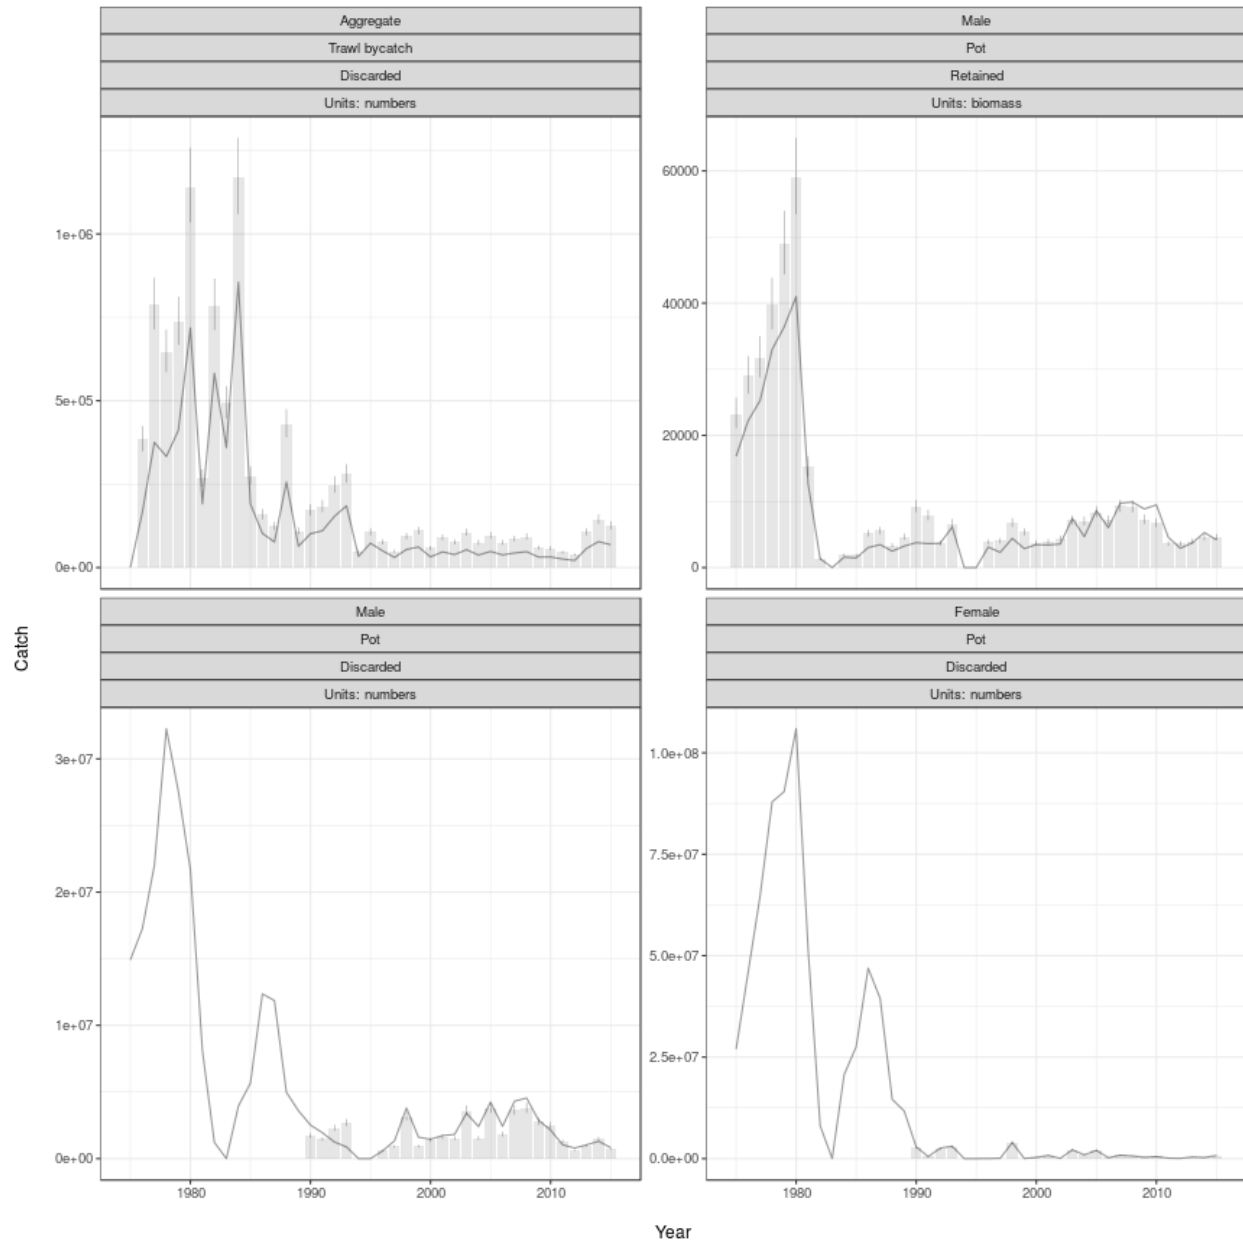 Aggregate
Trawl bycatch
Discarded
Units: numbers
1e+06
5e+05
0e+00
Male
Pot
Retained
Units: biomass
60000
40000
20000
0
Catch
Male
Pot
Discarded
Units: numbers
3e+07
2e+07
1e+07
0e+00
1980 1990 2000 2010
Female
Pot
Discarded
Units: numbers
1.0e+08
7.5e+07
5.0e+07
2.5e+07
0.0e+00
1980 1990 2000 2010
Year